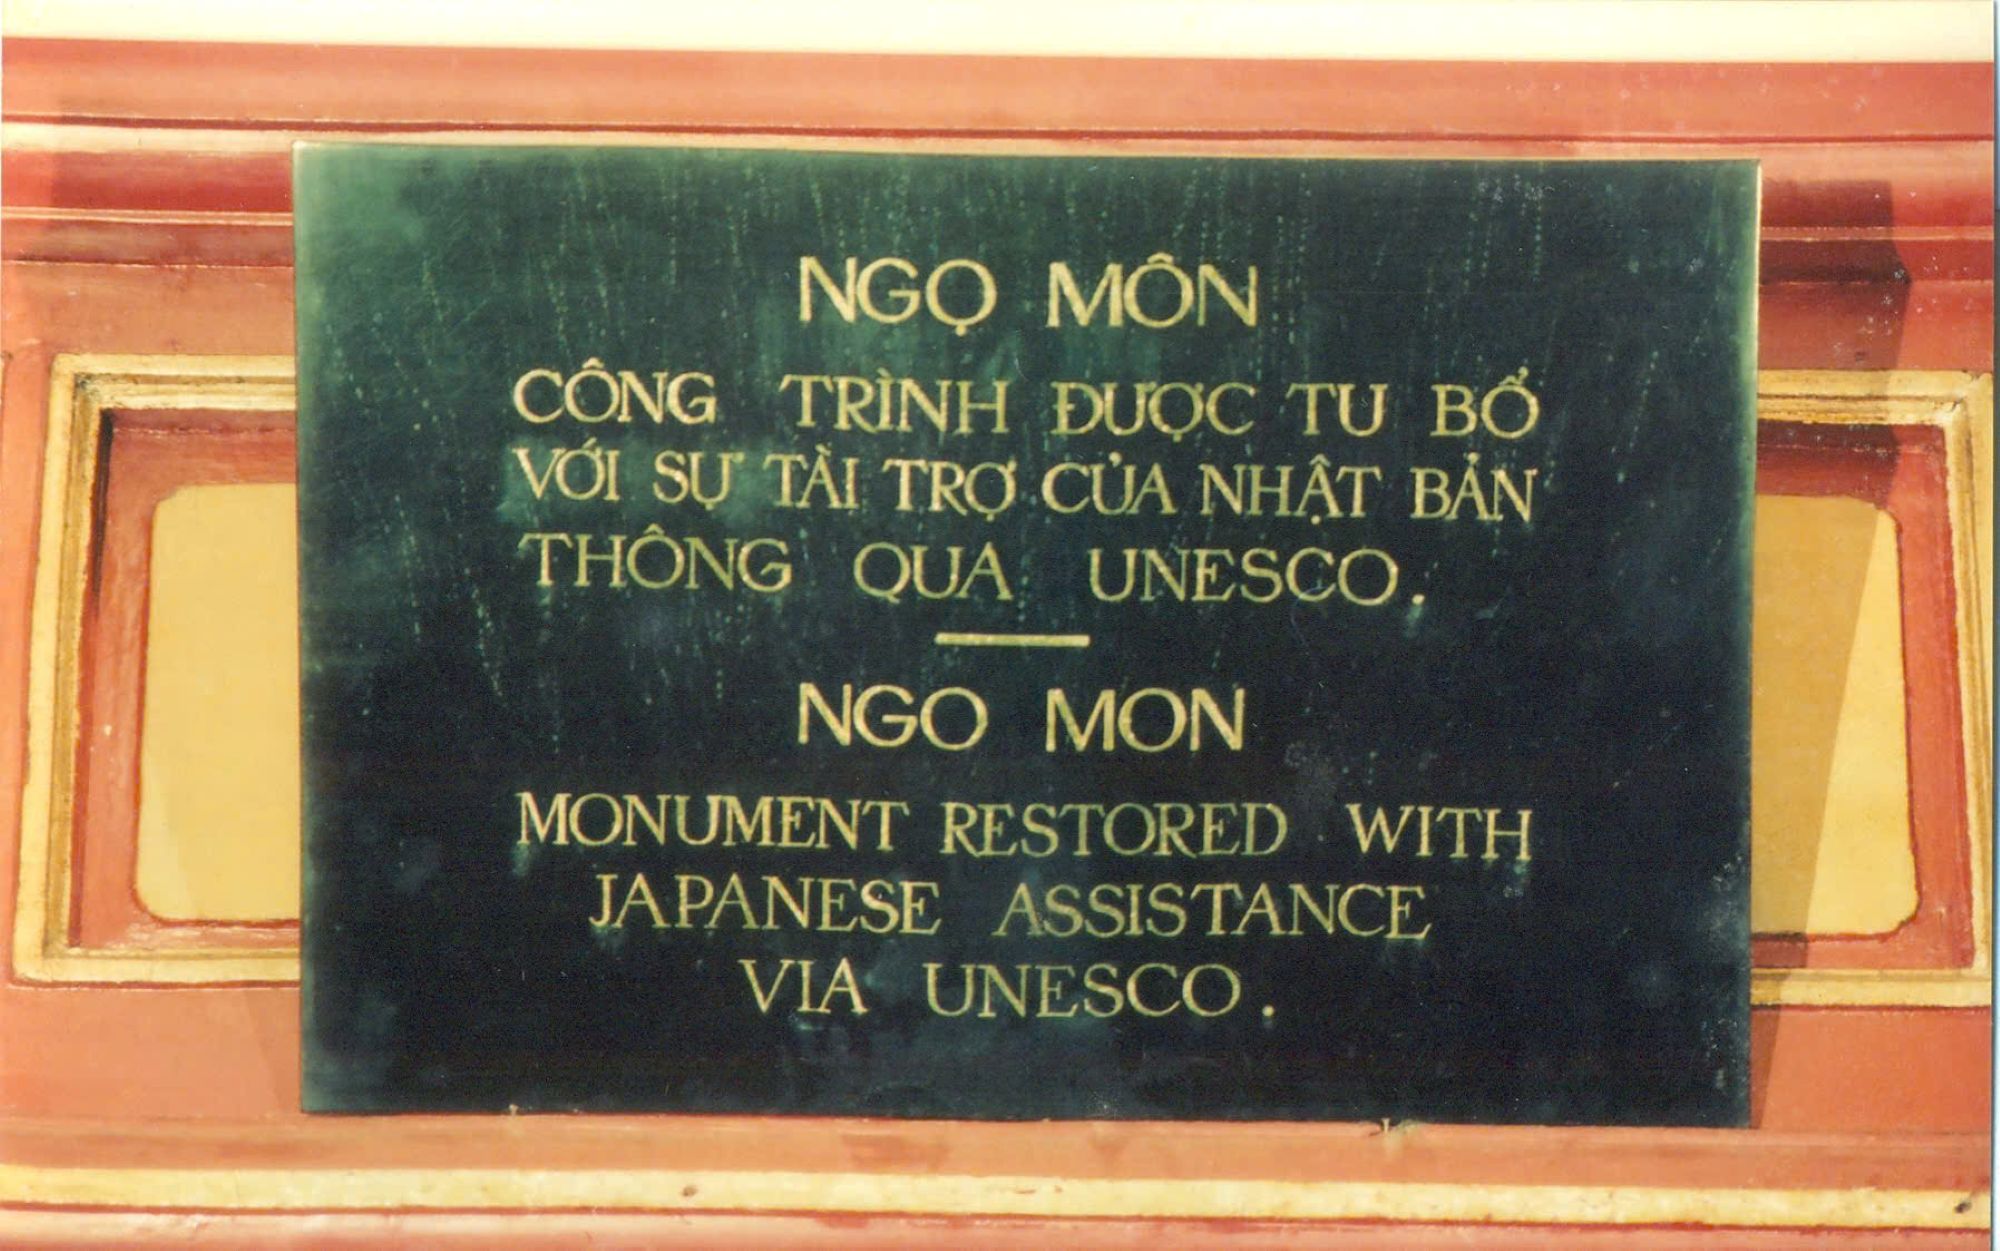 NGỌ MÔN
CÔNG TRÌNH ĐƯỢC TU BỔ
VỚI SỰ TÀI TRỢ CỦA NHẬT BẢN
THÔNG QUA UNESCO.
NGO MON
MONUMENT RESTORED WITH
JAPANESE ASSISTANCE
VIA UNESCO.